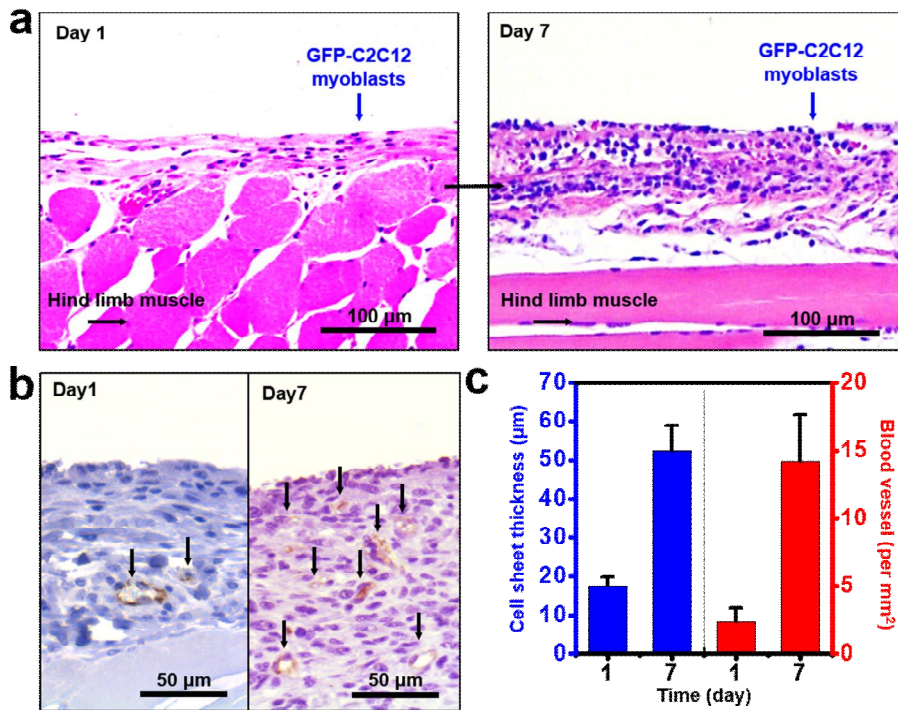 a
Day 1
GFP-C2C12
myoblasts
Hind limb muscle
100 µm
Day 7
GFP-C2C12
myoblasts
Hind limb muscle
100 µm
b
Day1
50 µm
Day7
50 µm
c
Cell sheet thickness (µm)
70
60
50
40
30
20
10
0
Blood vessel (per mm²)
20
15
10
5
0
1
7
1
7
Time (day)